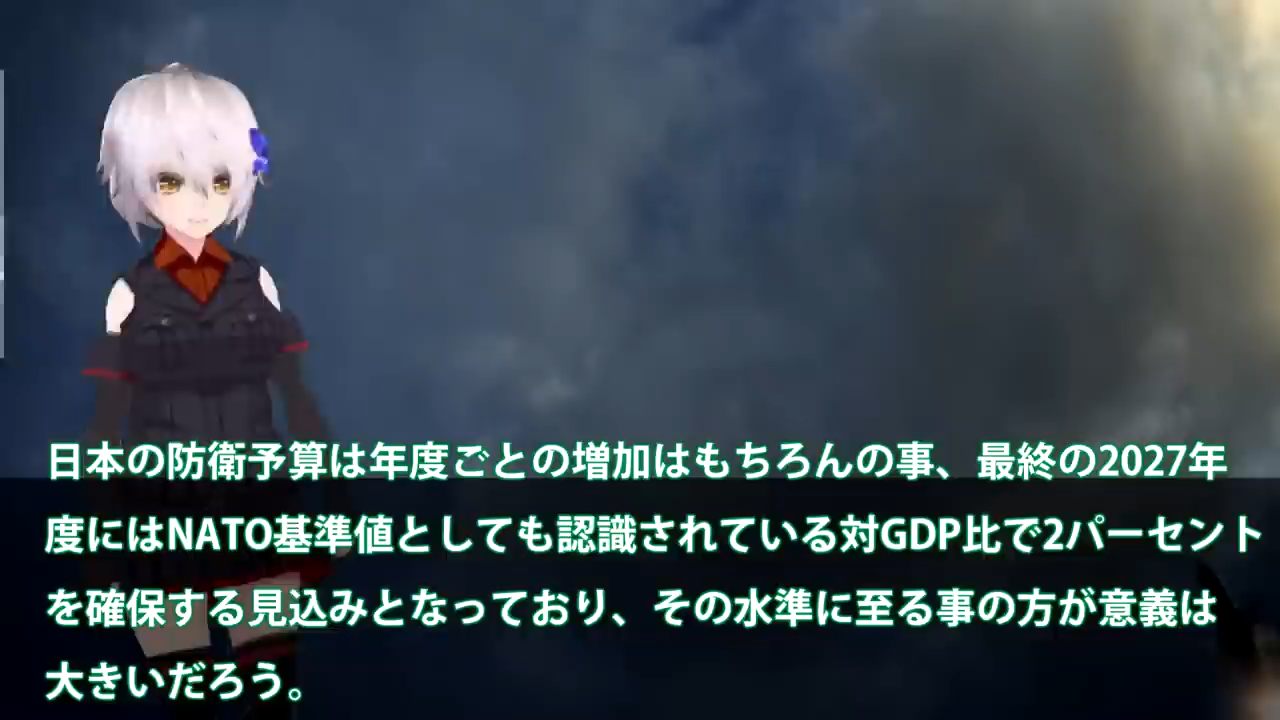 日本の防衛予算は年度ごとの増加はもちろんの事、最終の2027年
度にはNATO基準値としても認識されている対GDP比で2パーセント
を確保する見込みとなっており、その水準に至る事の方が意義は
大きいだろう。